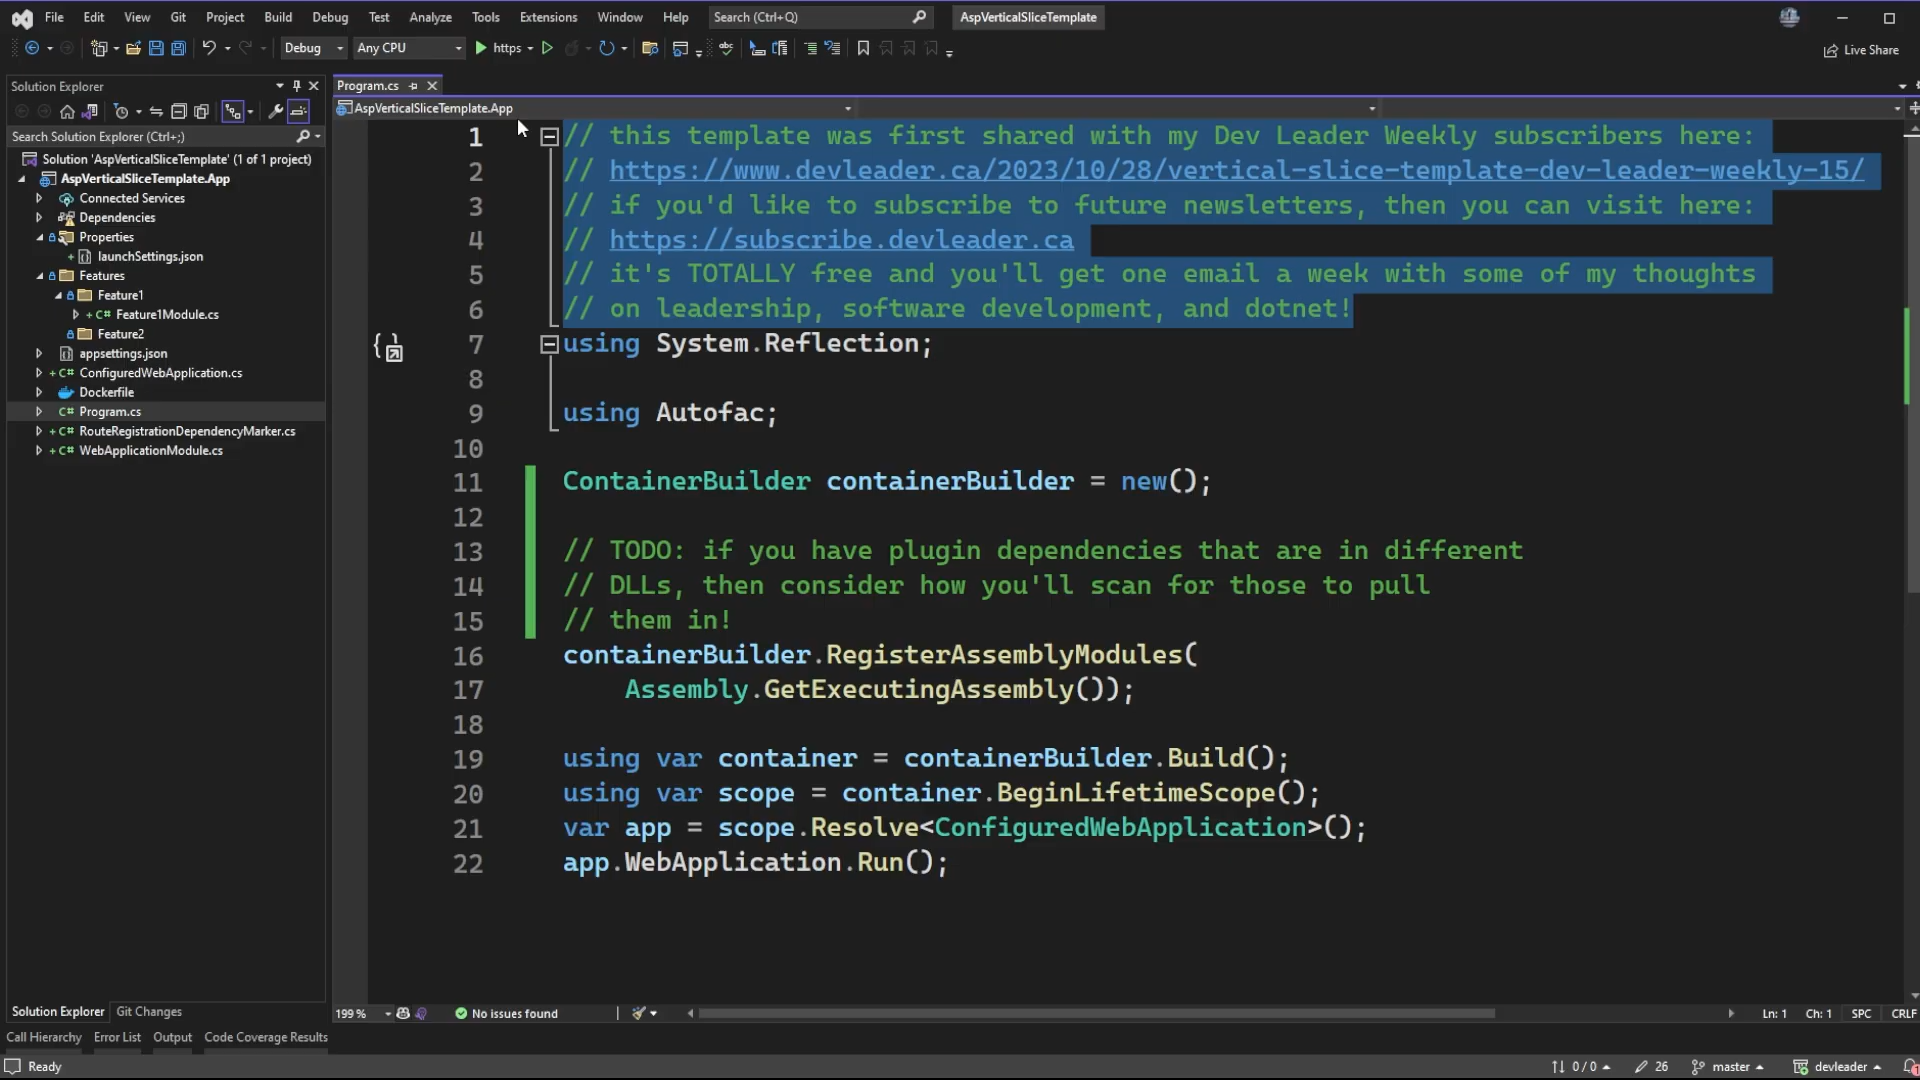 File Edit View Git Project Build Debug Test Analyze Tools Extensions Window Help Search (Ctrl+Q) AspVerticalSliceTemplate
Debug Any CPU https Live Share
Solution Explorer
Search Solution Explorer (Ctrl+;)
Solution 'AspVerticalSliceTemplate' (1 of 1 project)
AspVerticalSliceTemplate.App
Connected Services
Dependencies
Properties
launchSettings.json
Features
Feature1
Feature1Module.cs
Feature2
appsettings.json
ConfiguredWebApplication.cs
Dockerfile
Program.cs
RouteRegistrationDependencyMarker.cs
WebApplicationModule.cs
Solution Explorer Git Changes
Program.cs
AspVerticalSliceTemplate.App
1 // this template was first shared with my Dev Leader Weekly subscribers here:
2 // https://www.devleader.ca/2023/10/28/vertical-slice-template-dev-leader-weekly-15/
3 // if you'd like to subscribe to future newsletters, then you can visit here:
4 // https://subscribe.devleader.ca
5 // it's TOTALLY free and you'll get one email a week with some of my thoughts
6 // on leadership, software development, and dotnet!
7 using System.Reflection;
8
9 using Autofac;
10
11 ContainerBuilder containerBuilder = new();
12
13 // TODO: if you have plugin dependencies that are in different
14 // DLLs, then consider how you'll scan for those to pull
15 // them in!
16 containerBuilder.RegisterAssemblyModules(
17 Assembly.GetExecutingAssembly());
18
19 using var container = containerBuilder.Build();
20 using var scope = container.BeginLifetimeScope();
21 var app = scope.Resolve<ConfiguredWebApplication>();
22 app.WebApplication.Run();
199 % No issues found Ln: 1 Ch: 1 SPC CRLF
Call Hierarchy Error List Output Code Coverage Results
Ready 0 / 0 26 master devleader 1